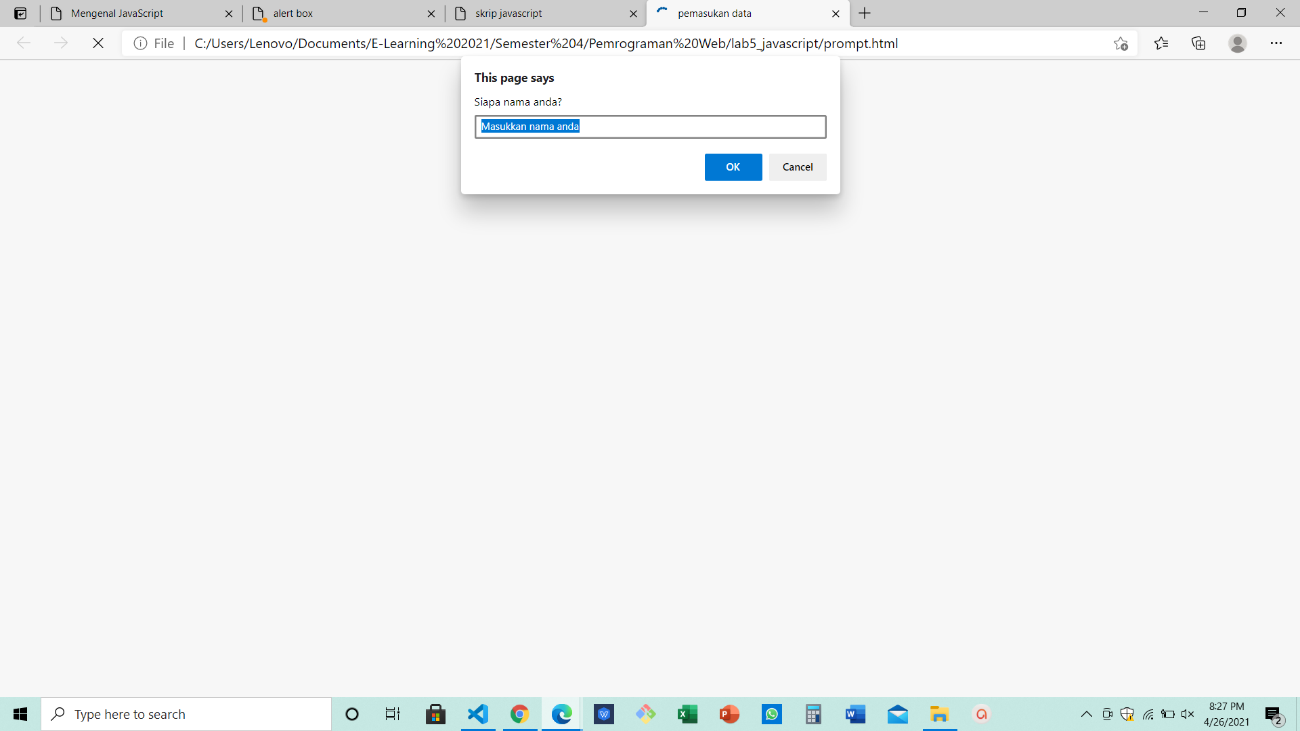 Mengenal JavaScript
alert box
skrip javascript
pemasukan data
File | C:/Users/Lenovo/Documents/E-Learning%202021/Semester%204/Pemrograman%20Web/lab5_javascript/prompt.html
This page says
Siapa nama anda?
Masukkan nama anda
OK Cancel
Type here to search
8:27 PM
4/26/2021
2